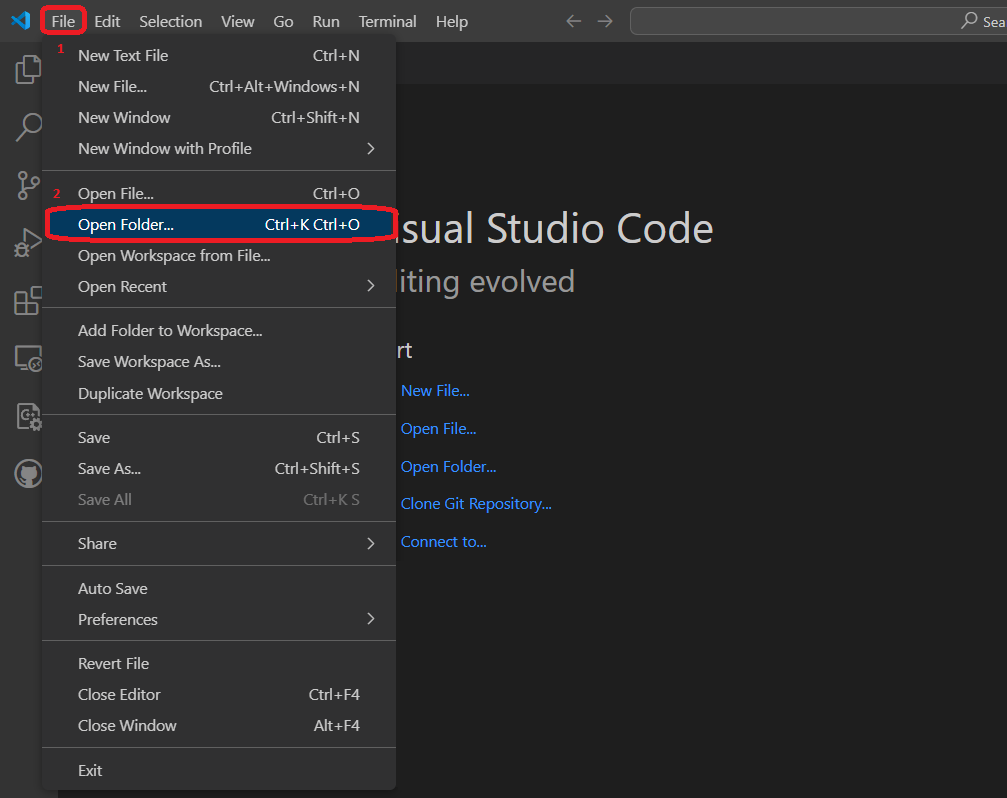 File Edit Selection View Go Run Terminal Help Sea
1
New Text File Ctrl+N
New File... Ctrl+Alt+Windows+N
New Window Ctrl+Shift+N
New Window with Profile
2 Open File... Ctrl+O
Open Folder... Ctrl+K Ctrl+O
Open Workspace from File...
Open Recent
Add Folder to Workspace...
Save Workspace As...
Duplicate Workspace
Save Ctrl+S
Save As... Ctrl+Shift+S
Save All Ctrl+K S
Share
Auto Save
Preferences
Revert File
Close Editor Ctrl+F4
Close Window Alt+F4
Exit
isual Studio Code
liting evolved
rt
New File...
Open File...
Open Folder...
Clone Git Repository...
Connect to...